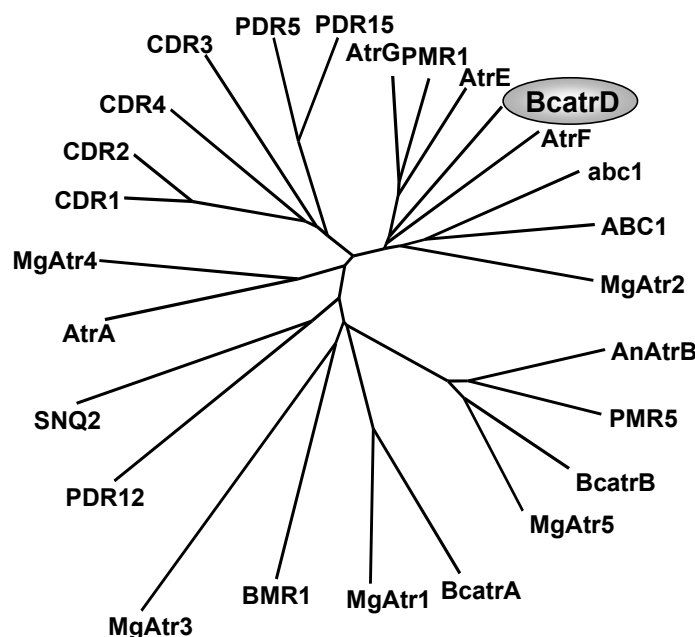 PDR5
PDR15
CDR3
AtrG
PMR1
AtrE
BcatrD
CDR4
AtrF
CDR2
abc1
CDR1
ABC1
MgAtr4
MgAtr2
AtrA
AnAtrB
SNQ2
PMR5
PDR12
BcatrB
MgAtr5
BMR1
MgAtr1
BcatrA
MgAtr3